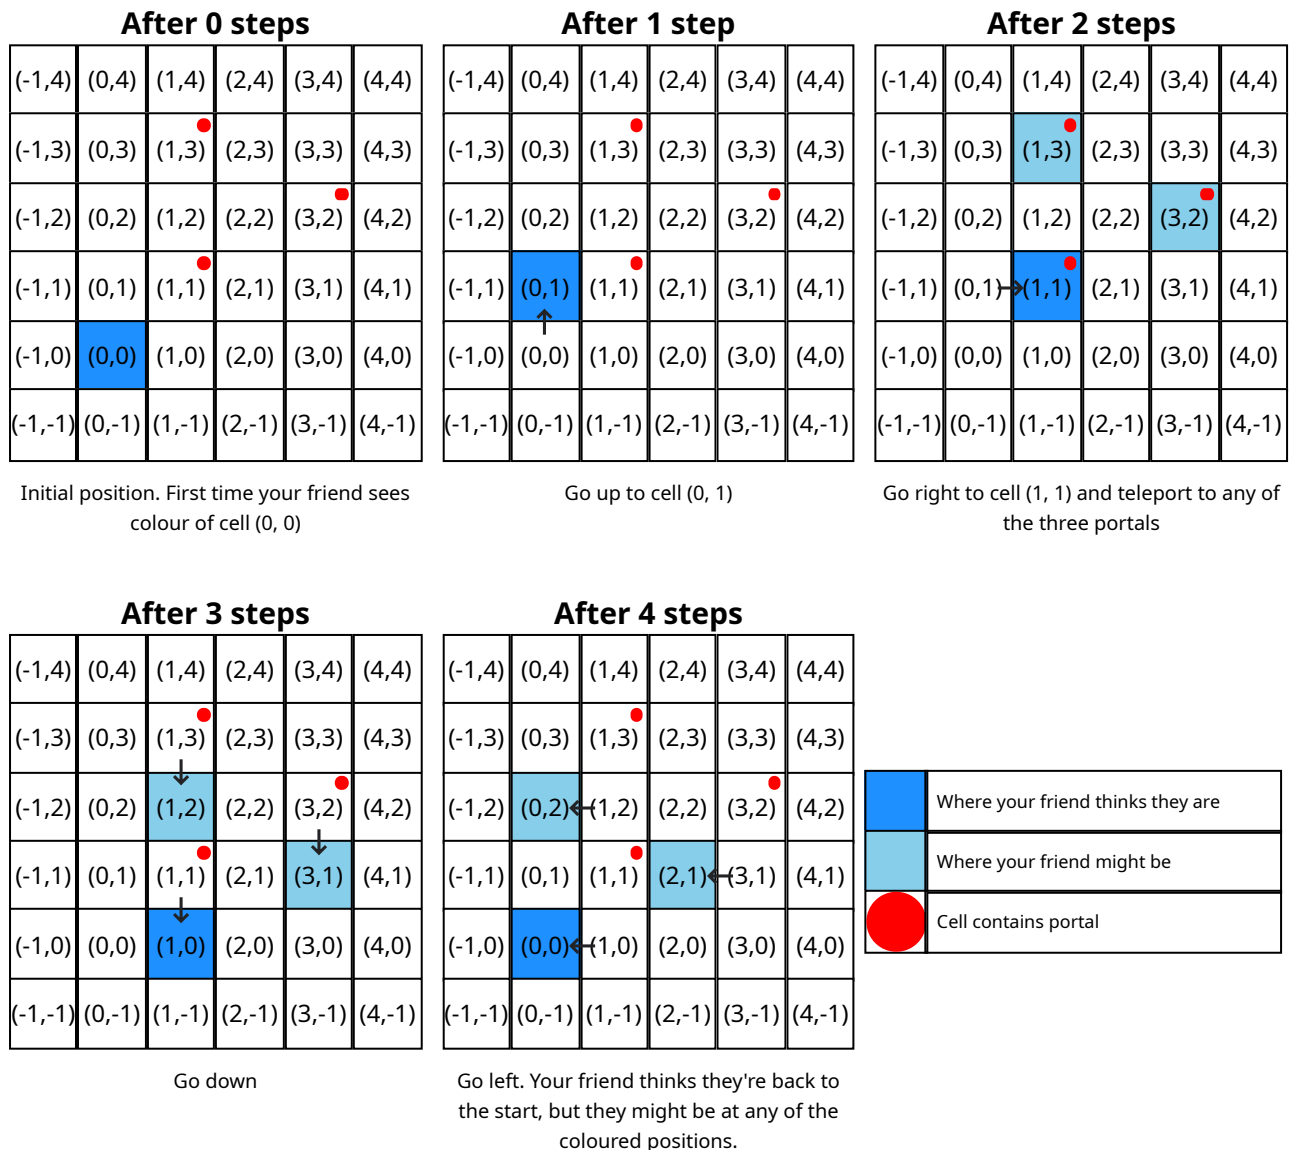 After 0 steps
(-1,4) (0,4) (1,4) (2,4) (3,4) (4,4)
(-1,3) (0,3) (1,3) (2,3) (3,3) (4,3)
(-1,2) (0,2) (1,2) (2,2) (3,2) (4,2)
(-1,1) (0,1) (1,1) (2,1) (3,1) (4,1)
(-1,0) (0,0) (1,0) (2,0) (3,0) (4,0)
(-1,-1) (0,-1) (1,-1) (2,-1) (3,-1) (4,-1)
Initial position. First time your friend sees
colour of cell (0, 0)
After 1 step
(-1,4) (0,4) (1,4) (2,4) (3,4) (4,4)
(-1,3) (0,3) (1,3) (2,3) (3,3) (4,3)
(-1,2) (0,2) (1,2) (2,2) (3,2) (4,2)
(-1,1) (0,1) (1,1) (2,1) (3,1) (4,1)
(-1,0) (0,0) (1,0) (2,0) (3,0) (4,0)
(-1,-1) (0,-1) (1,-1) (2,-1) (3,-1) (4,-1)
Go up to cell (0, 1)
After 2 steps
(-1,4) (0,4) (1,4) (2,4) (3,4) (4,4)
(-1,3) (0,3) (1,3) (2,3) (3,3) (4,3)
(-1,2) (0,2) (1,2) (2,2) (3,2) (4,2)
(-1,1) (0,1) (1,1) (2,1) (3,1) (4,1)
(-1,0) (0,0) (1,0) (2,0) (3,0) (4,0)
(-1,-1) (0,-1) (1,-1) (2,-1) (3,-1) (4,-1)
Go right to cell (1, 1) and teleport to any of
the three portals
After 3 steps
(-1,4) (0,4) (1,4) (2,4) (3,4) (4,4)
(-1,3) (0,3) (1,3) (2,3) (3,3) (4,3)
(-1,2) (0,2) (1,2) (2,2) (3,2) (4,2)
(-1,1) (0,1) (1,1) (2,1) (3,1) (4,1)
(-1,0) (0,0) (1,0) (2,0) (3,0) (4,0)
(-1,-1) (0,-1) (1,-1) (2,-1) (3,-1) (4,-1)
Go down
After 4 steps
(-1,4) (0,4) (1,4) (2,4) (3,4) (4,4)
(-1,3) (0,3) (1,3) (2,3) (3,3) (4,3)
(-1,2) (0,2) (1,2) (2,2) (3,2) (4,2)
(-1,1) (0,1) (1,1) (2,1) (3,1) (4,1)
(-1,0) (0,0) (1,0) (2,0) (3,0) (4,0)
(-1,-1) (0,-1) (1,-1) (2,-1) (3,-1) (4,-1)
Go left. Your friend thinks they're back to
the start, but they might be at any of the
coloured positions.
Where your friend thinks they are
Where your friend might be
Cell contains portal